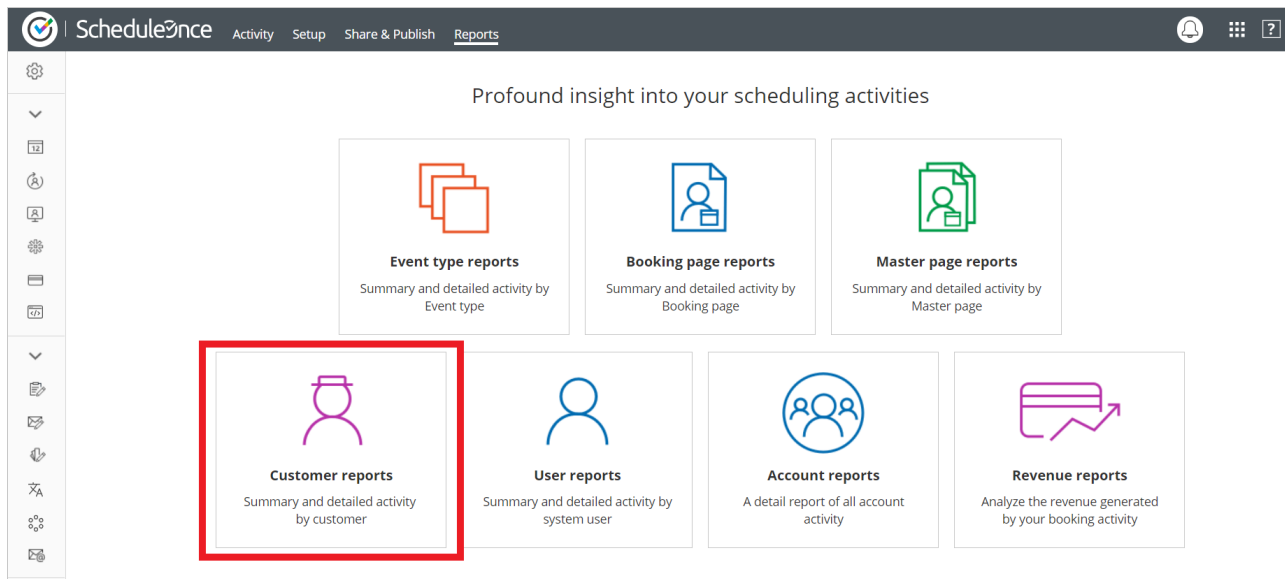 ScheduleOnce Activity Setup Share & Publish Reports ?
Profound insight into your scheduling activities
12
Event type reports
Summary and detailed activity by
Event type
Booking page reports
Summary and detailed activity by
Booking page
Master page reports
Summary and detailed activity by
Master page
Customer reports
Summary and detailed activity
by customer
User reports
Summary and detailed activity by
system user
Account reports
A detail report of all account
activity
Revenue reports
Analyze the revenue generated
by your booking activity
文A